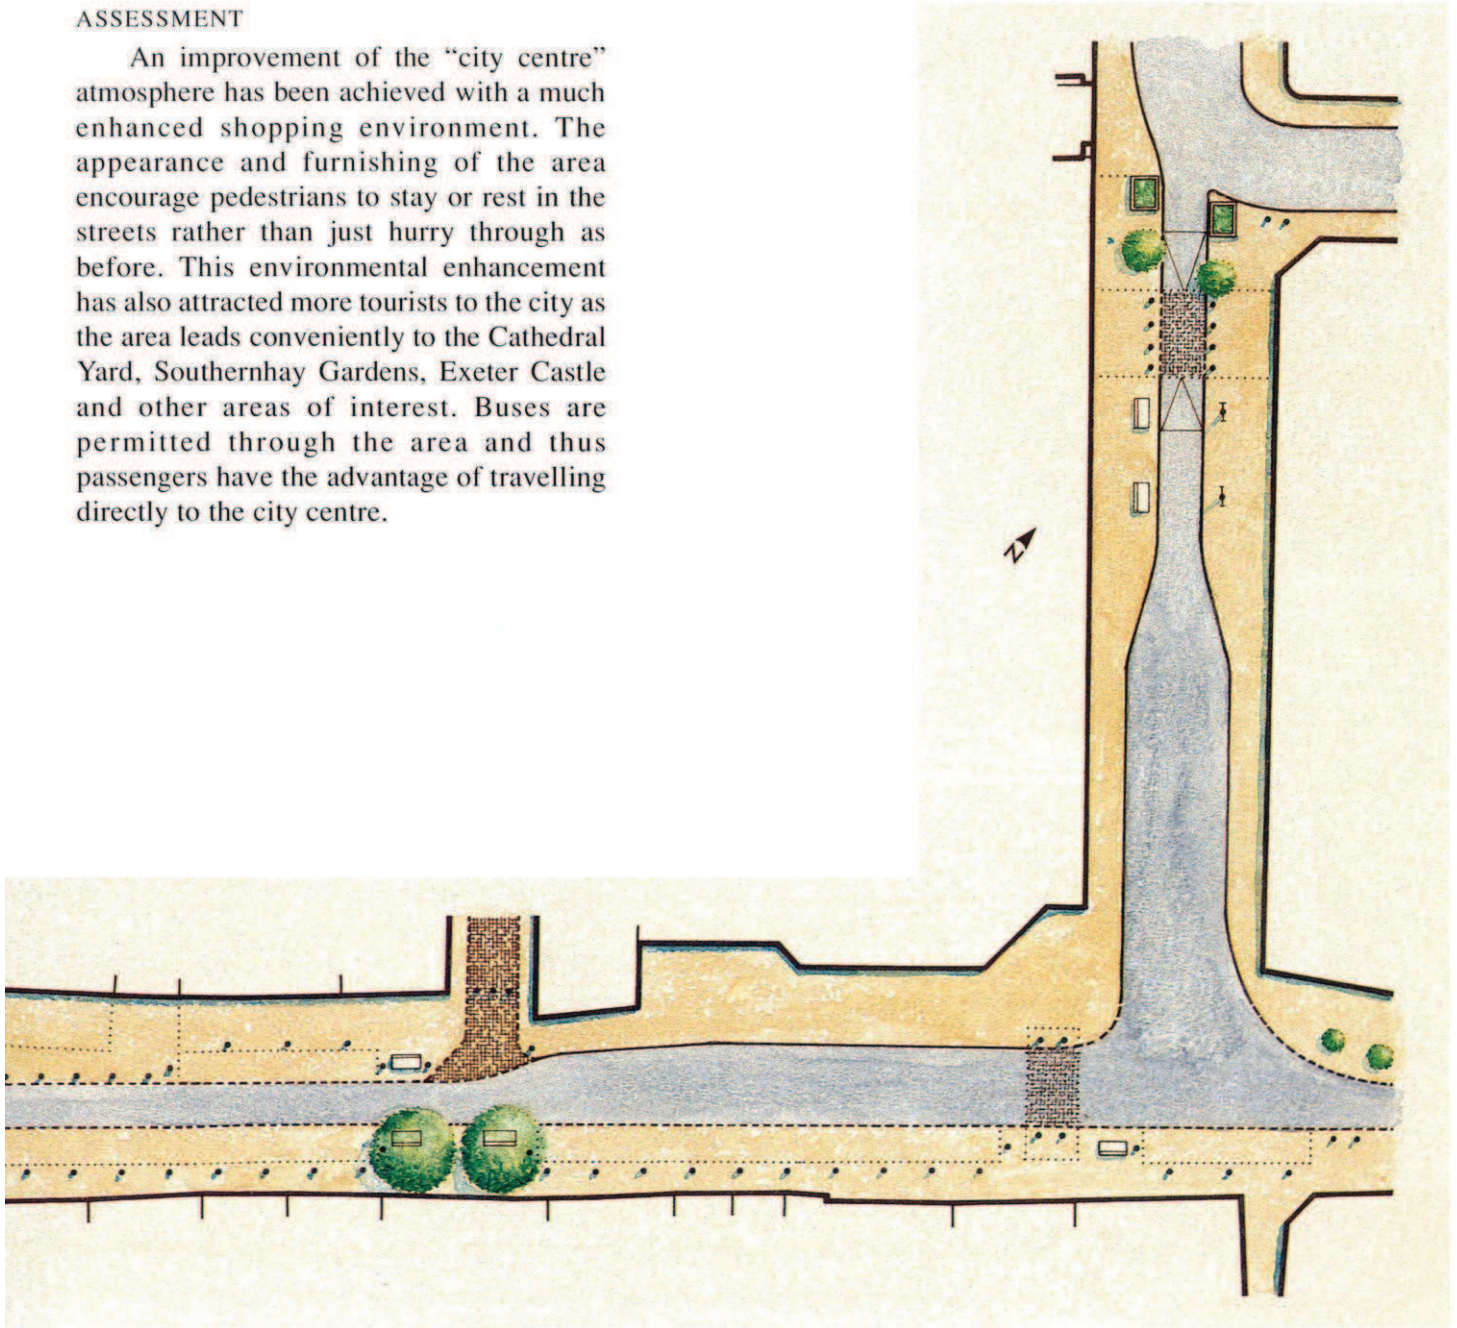 ASSESSMENT
An improvement of the “city centre”
atmosphere has been achieved with a much
enhanced shopping environment. The
appearance and furnishing of the area
encourage pedestrians to stay or rest in the
streets rather than just hurry through as
before. This environmental enhancement
has also attracted more tourists to the city as
the area leads conveniently to the Cathedral
Yard, Southernhay Gardens, Exeter Castle
and other areas of interest. Buses are
permitted through the area and thus
passengers have the advantage of travelling
directly to the city centre.
N